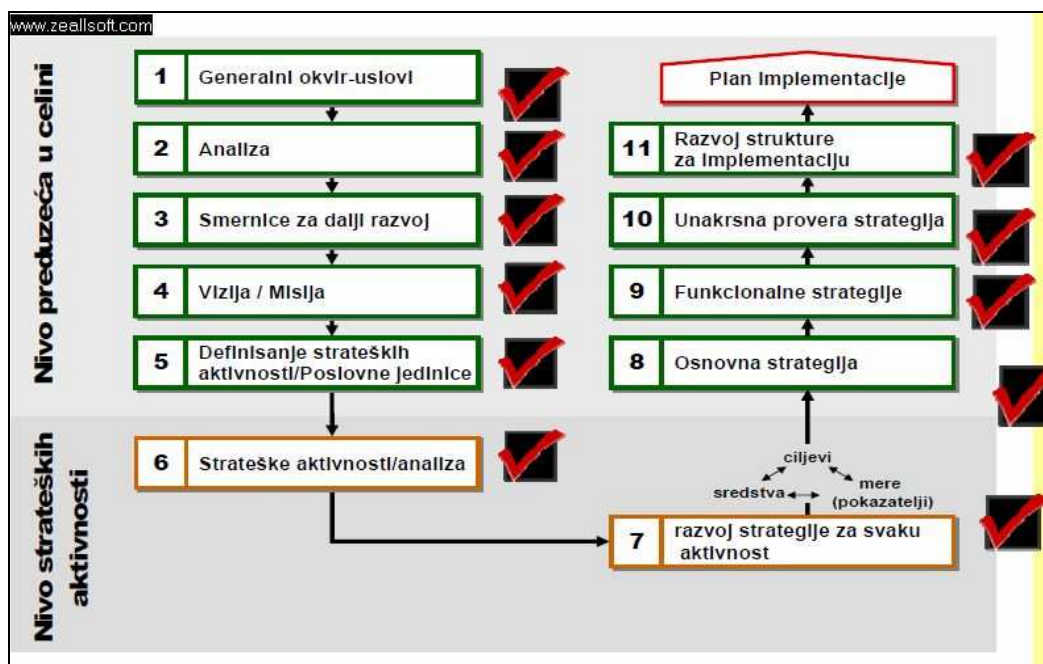 www.zeallsoft.com
Nivo preduzeća u celini
1 Generalni okvir-uslovi
2 Analiza
3 Smernice za dalji razvoj
4 Vizija / Misija
5 Definisanje strateških
aktivnosti/Poslovne jedinice
Plan implementacije
11 Razvoj strukture
za implementaciju
10 Unakrsna provera strategija
9 Funkcionalne strategije
8 Osnovna strategija
Nivo strateških
aktivnosti
6 Strateške aktivnosti/analiza
ciljevi
sredstva
mere
(pokazatelji)
7 razvoj strategije za svaku
aktivnost